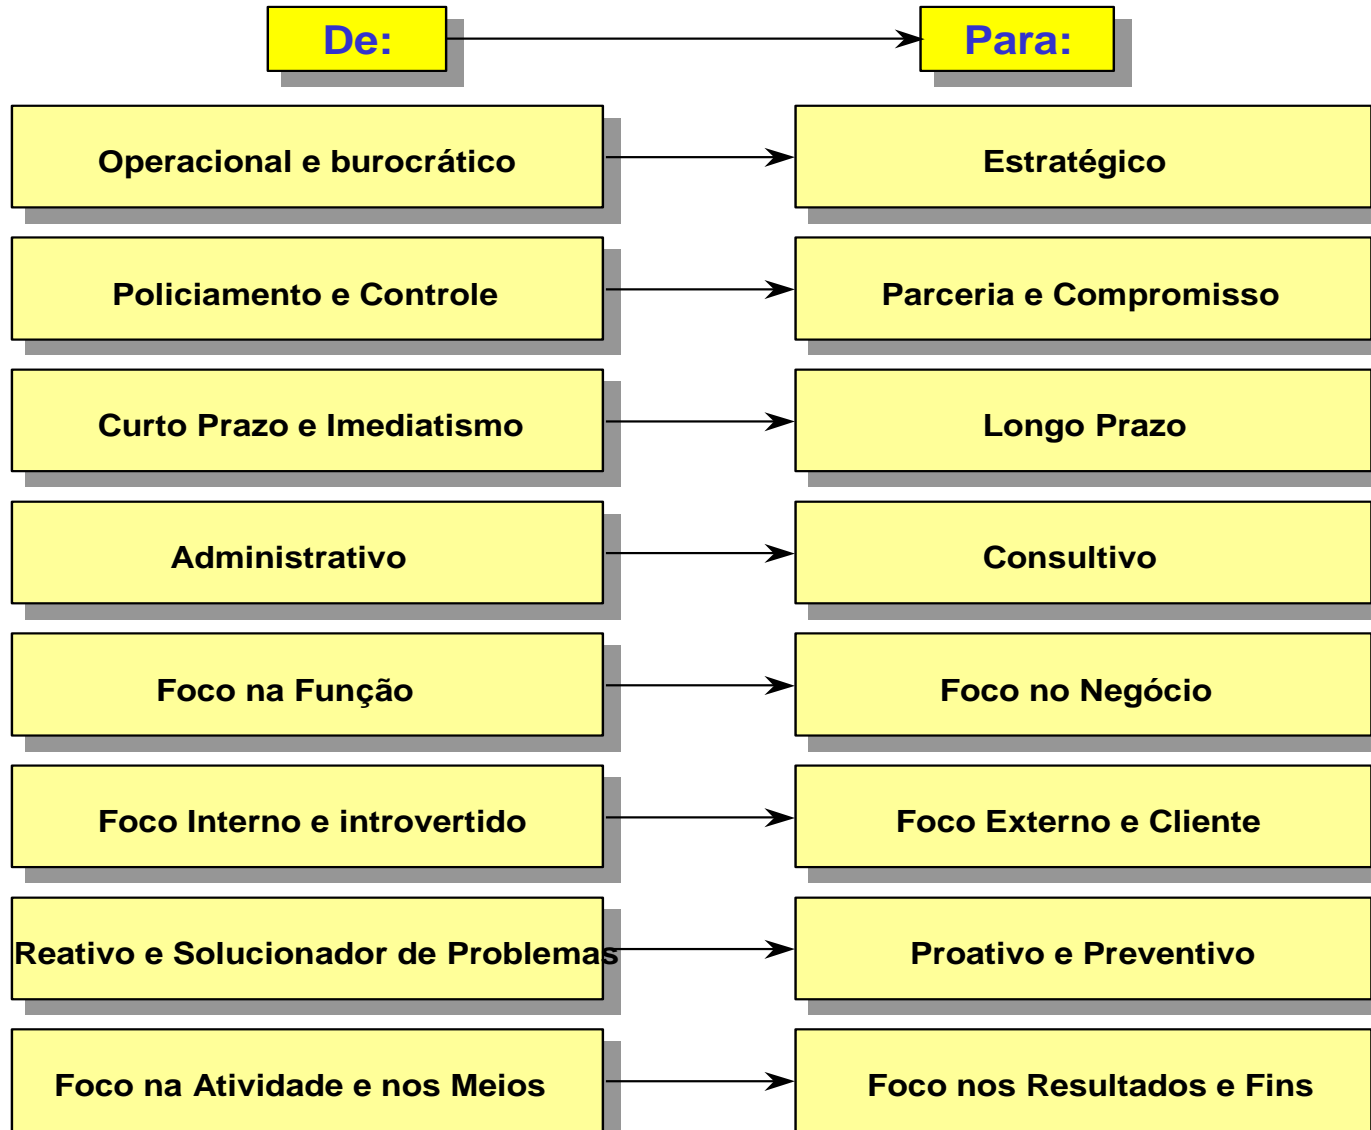 De:
Para:
Operacional e burocrático
Estratégico
Policiamento e Controle
Parceria e Compromisso
Curto Prazo e Imediatismo
Longo Prazo
Administrativo
Consultivo
Foco na Função
Foco no Negócio
Foco Interno e introvertido
Foco Externo e Cliente
Reativo e Solucionador de Problemas
Proativo e Preventivo
Foco na Atividade e nos Meios
Foco nos Resultados e Fins